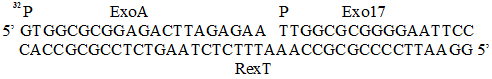 32P ExoA P Exo17
5’ GTGGCGCGGAGACTTAGAGAA TTGGCGCGGGGAATTCC
CACCGCGCCTCTGAATCTCTTTAAACCGCGCCCCTTAAGG 5’
RexT